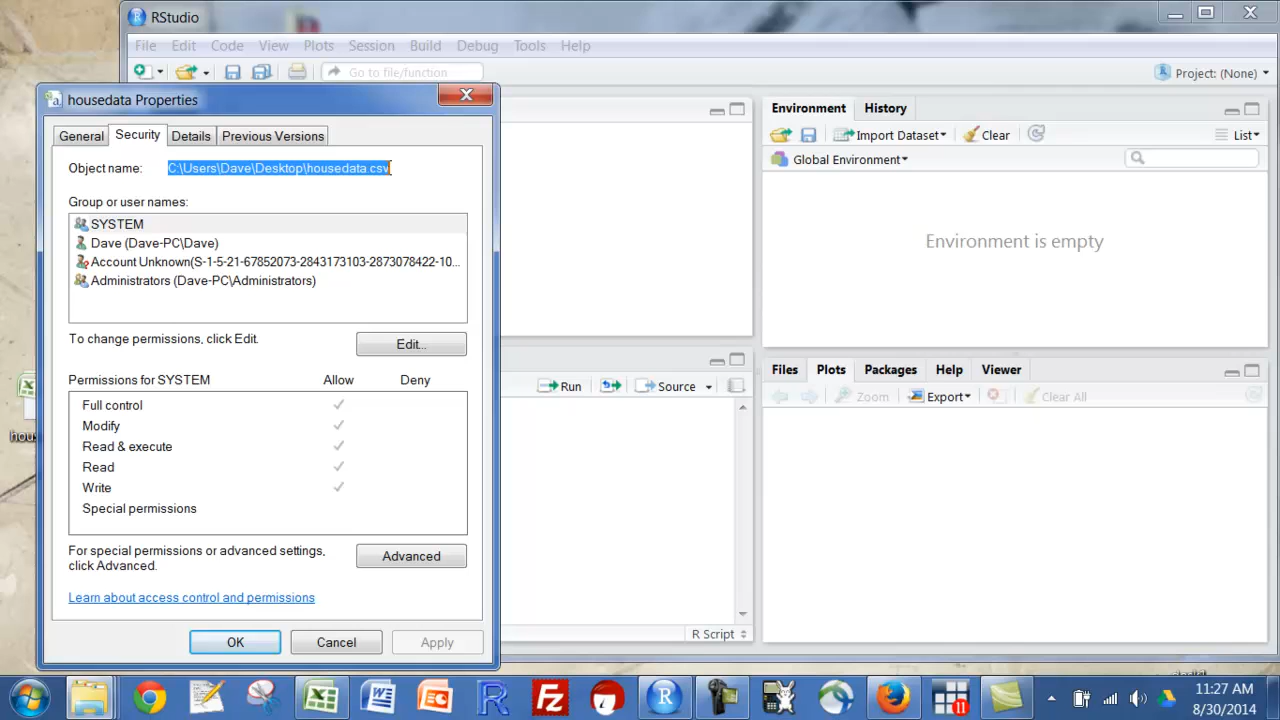 RStudio
File Edit Code View Plots Session Build Debug Tools Help
Go to file/function
Project: (None)
housedata Properties
General Security Details Previous Versions
Object name: C:\Users\Dave\Desktop\housedata.csv
Group or user names:
SYSTEM
Dave (Dave-PC\Dave)
Account Unknown(S-1-5-21-67852073-2843173103-2873078422-10...
Administrators (Dave-PC\Administrators)
To change permissions, click Edit.
Edit...
Permissions for SYSTEM Allow Deny
Full control
Modify
Read & execute
Read
Write
Special permissions
For special permissions or advanced settings,
click Advanced.
Advanced
Learn about access control and permissions
OK Cancel Apply
Environment History
Import Dataset Clear List
Global Environment
Environment is empty
Run Source
R Script
Files Plots Packages Help Viewer
Zoom Export Clear All
11
11:27 AM
8/30/2014